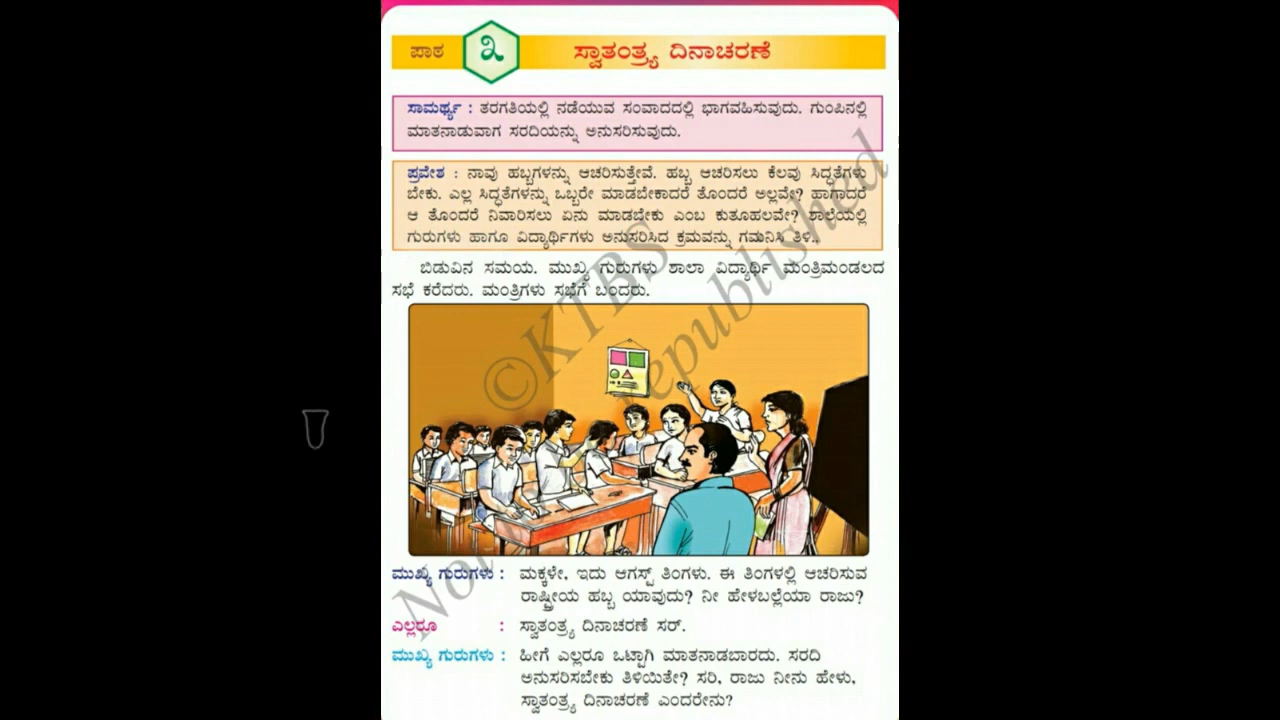 ಪಾಠ ೩ ಸ್ವಾತಂತ್ರ್ಯ ದಿನಾಚರಣೆ
ಸಾಮರ್ಥ್ಯ : ತರಗತಿಯಲ್ಲಿ ನಡೆಯುವ ಸಂವಾದದಲ್ಲಿ ಭಾಗವಹಿಸುವುದು. ಗುಂಪಿನಲ್ಲಿ
ಮಾತನಾಡುವಾಗ ಸರದಿಯನ್ನು ಅನುಸರಿಸುವುದು.
ಪ್ರವೇಶ : ನಾವು ಹಬ್ಬಗಳನ್ನು ಆಚರಿಸುತ್ತೇವೆ. ಹಬ್ಬ ಆಚರಿಸಲು ಕೆಲವು ಸಿದ್ಧತೆಗಳು
ಬೇಕು. ಎಲ್ಲ ಸಿದ್ಧತೆಗಳನ್ನು ಒಬ್ಬರೇ ಮಾಡಬೇಕಾದರೆ ತೊಂದರೆ ಅಲ್ಲವೇ? ಹಾಗಾದರೆ
ಆ ತೊಂದರೆ ನಿವಾರಿಸಲು ಏನು ಮಾಡಬೇಕು ಎಂಬ ಕುತೂಹಲವೇ? ಶಾಲೆಯಲ್ಲಿ
ಗುರುಗಳು ಹಾಗೂ ವಿದ್ಯಾರ್ಥಿಗಳು ಅನುಸರಿಸಿದ ಕ್ರಮವನ್ನು ಗಮನಿಸಿ ತಿಳಿ.,
ಬಿಡುವಿನ ಸಮಯ. ಮುಖ್ಯ ಗುರುಗಳು ಶಾಲಾ ವಿದ್ಯಾರ್ಥಿ ಮಂತ್ರಿಮಂಡಲದ
ಸಭೆ ಕರೆದರು. ಮಂತ್ರಿಗಳು ಸಭೆಗೆ ಬಂದರು.
©KTBS
Not republished
ಮುಖ್ಯ ಗುರುಗಳು : ಮಕ್ಕಳೇ, ಇದು ಆಗಸ್ಟ್ ತಿಂಗಳು. ಈ ತಿಂಗಳಲ್ಲಿ ಆಚರಿಸುವ
ರಾಷ್ಟ್ರೀಯ ಹಬ್ಬ ಯಾವುದು? ನೀ ಹೇಳಬಲ್ಲೆಯಾ ರಾಜು?
ಎಲ್ಲರೂ : ಸ್ವಾತಂತ್ರ್ಯ ದಿನಾಚರಣೆ ಸರ್.
ಮುಖ್ಯ ಗುರುಗಳು : ಹೀಗೆ ಎಲ್ಲರೂ ಒಟ್ಟಾಗಿ ಮಾತನಾಡಬಾರದು. ಸರದಿ
ಅನುಸರಿಸಬೇಕು ತಿಳಿಯಿತೇ? ಸರಿ, ರಾಜು ನೀನು ಹೇಳು,
ಸ್ವಾತಂತ್ರ್ಯ ದಿನಾಚರಣೆ ಎಂದರೇನು?